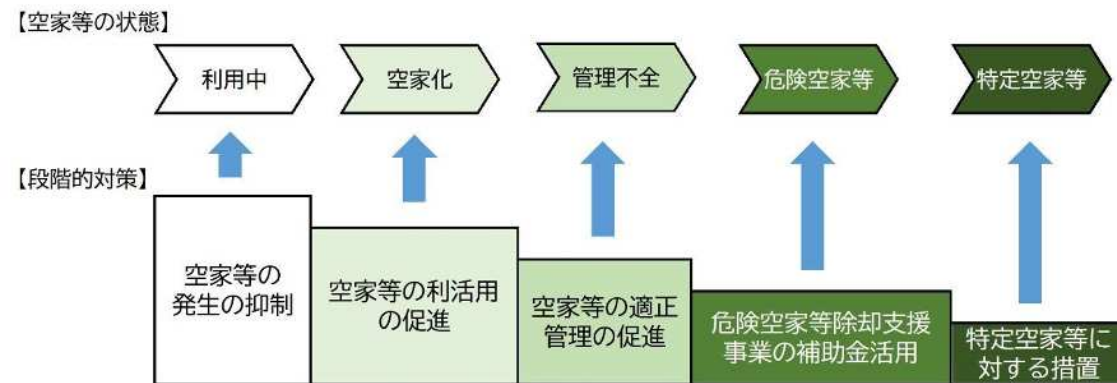 【空家等の状態】
利用中
空家化
管理不全
危険空家等
特定空家等
【段階的対策】
空家等の
発生の抑制
空家等の利活用
の促進
空家等の適正
管理の促進
危険空家等除却支援
事業の補助金活用
特定空家等に
対する措置